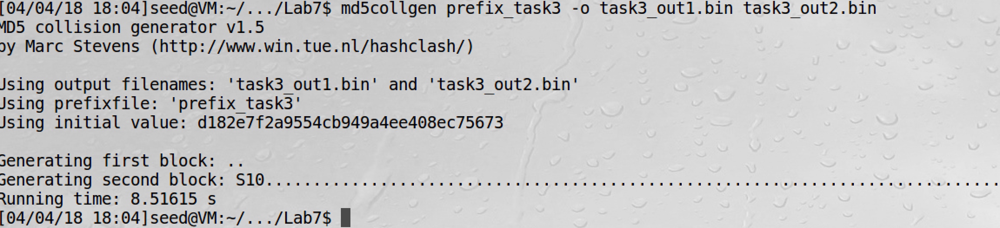 [04/04/18 18:04]seed@VM:~/.../Lab7$ md5collgen prefix_task3 -o task3_out1.bin task3_out2.bin
MD5 collision generator v1.5
by Marc Stevens (http://www.win.tue.nl/hashclash/)
Using output filenames: 'task3_out1.bin' and 'task3_out2.bin'
Using prefixfile: 'prefix_task3'
Using initial value: d182e7f2a9554cb949a4ee408ec75673
Generating first block: ..
Generating second block: S10.............................................................................................
Running time: 8.51615 s
[04/04/18 18:04]seed@VM:~/.../Lab7$